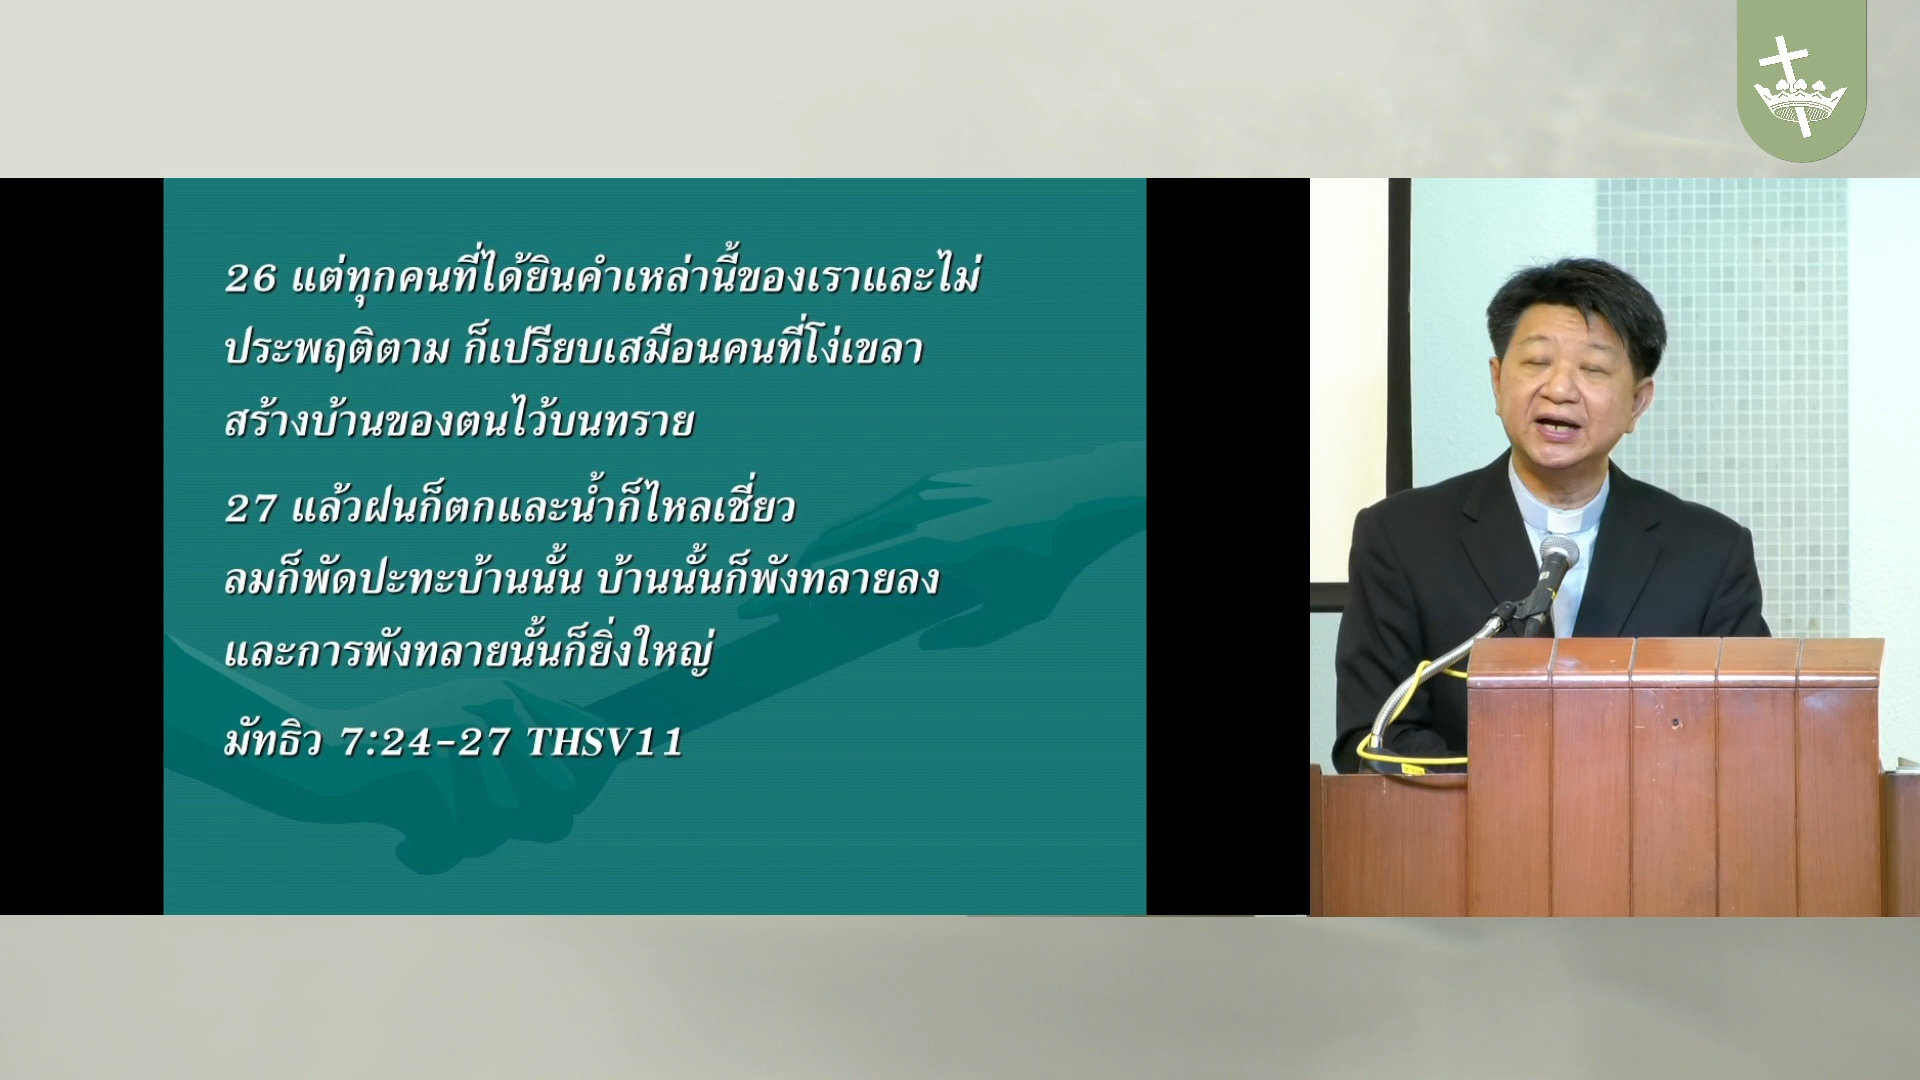 26 แต่ทุกคนที่ได้ยินคำเหล่านี้ของเราและไม่
ประพฤติตาม ก็เปรียบเสมือนคนที่โง่เขลา
สร้างบ้านของตนไว้บนทราย
27 แล้วฝนก็ตกและน้ำก็ไหลเชี่ยว
ลมก็พัดปะทะบ้านนั้น บ้านนั้นก็พังทลายลง
และการพังทลายนั้นก็ยิ่งใหญ่
มัทธิว 7:24-27 THSV11